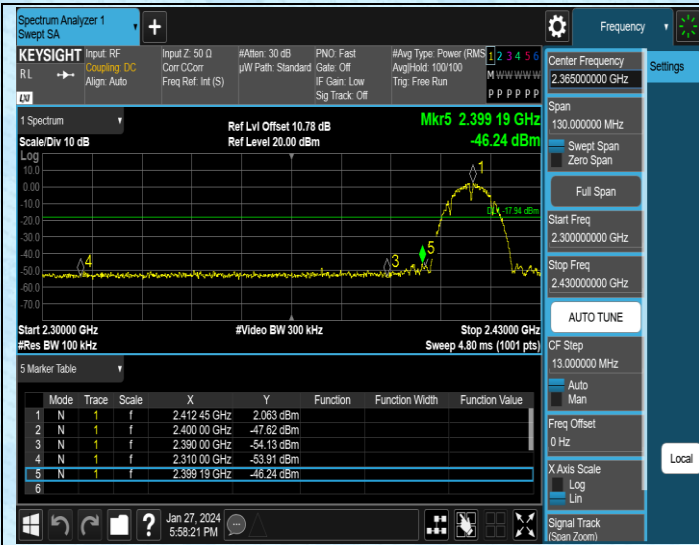 Spectrum Analyzer 1
Swept SA
Frequency
KEYSIGHT
RL
LXI
Input: RF
Coupling: DC
Align: Auto
Input Z: 50 Ω
Corr CCorr
Freq Ref: Int (S)
#Atten: 30 dB
µW Path: Standard
PNO: Fast
Gate: Off
IF Gain: Low
Sig Track: Off
#Avg Type: Power (RMS
Avg|Hold: 100/100
Trig: Free Run
1 2 3 4 5 6
M W W W W W
P P P P P P
Center Frequency
2.365000000 GHz
Settings
Span
130.000000 MHz
Swept Span
Zero Span
Full Span
Start Freq
2.300000000 GHz
Stop Freq
2.430000000 GHz
AUTO TUNE
CF Step
13.000000 MHz
Auto
Man
Freq Offset
0 Hz
X Axis Scale
Log
Lin
Signal Track
(Span Zoom)
Local
1 Spectrum
Scale/Div 10 dB
Ref Lvl Offset 10.78 dB
Ref Level 20.00 dBm
Mkr5 2.399 19 GHz
-46.24 dBm
Log
10.0
0.00
-10.0
-20.0
-30.0
-40.0
-50.0
-60.0
-70.0
1
DL1 -17.94 dBm
4
3
5
Start 2.30000 GHz
#Res BW 100 kHz
#Video BW 300 kHz
Stop 2.43000 GHz
Sweep 4.80 ms (1001 pts)
5 Marker Table
Mode Trace Scale X Y Function Function Width Function Value
1 N 1 f 2.412 45 GHz 2.063 dBm
2 N 1 f 2.400 00 GHz -47.62 dBm
3 N 1 f 2.390 00 GHz -54.13 dBm
4 N 1 f 2.310 00 GHz -53.91 dBm
5 N 1 f 2.399 19 GHz -46.24 dBm
6
?
Jan 27, 2024
5:58:21 PM